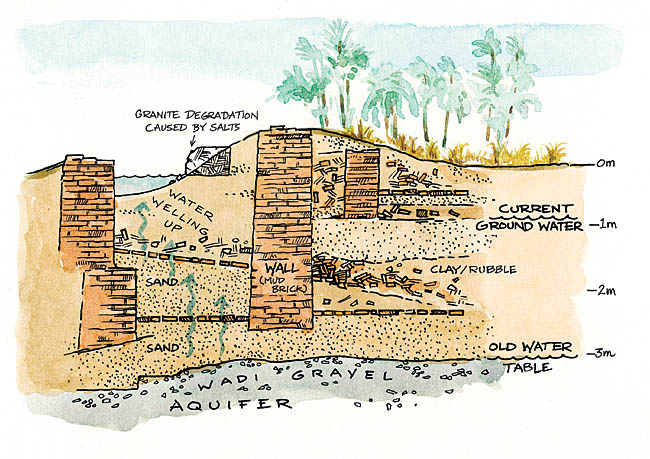 GRANITE DEGRADATION
CAUSED BY SALTS
0m
WATER
WELLING
UP
CURRENT
GROUND WATER
-1m
WALL
(MUD
BRICK)
CLAY/RUBBLE
SAND
-2m
SAND
OLD WATER
TABLE
-3m
WADI GRAVEL
AQUIFER